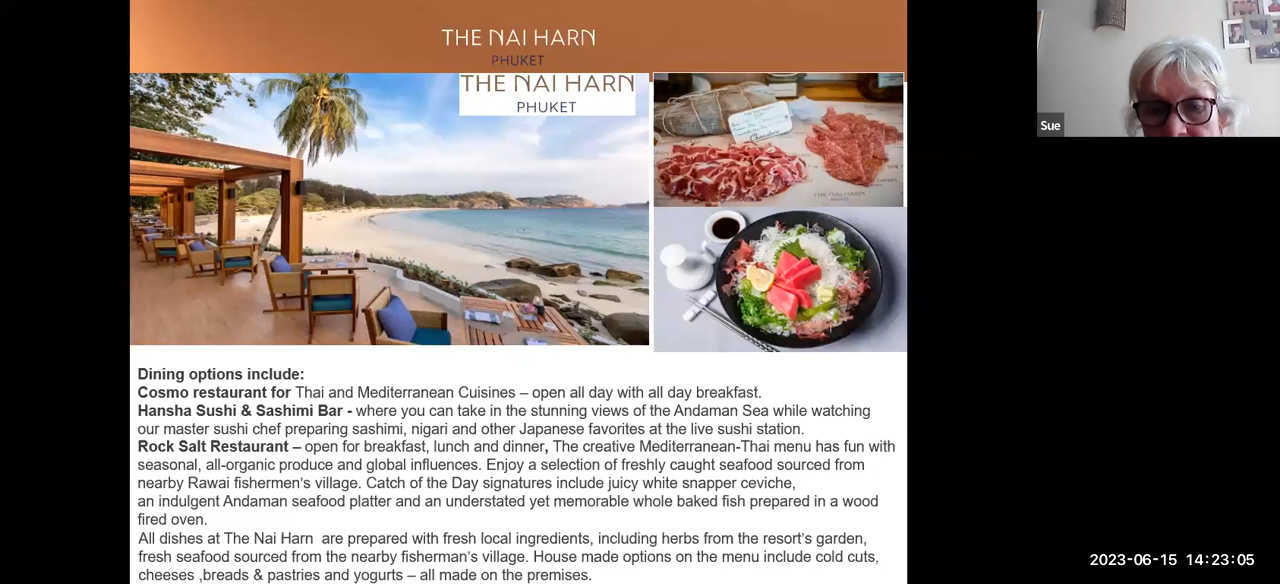 THE NAI HARN
PHUKET
THE NAI HARN
PHUKET
Sue
Dining options include:
Cosmo restaurant for Thai and Mediterranean Cuisines – open all day with all day breakfast.
Hansha Sushi & Sashimi Bar - where you can take in the stunning views of the Andaman Sea while watching
our master sushi chef preparing sashimi, nigari and other Japanese favorites at the live sushi station.
Rock Salt Restaurant – open for breakfast, lunch and dinner, The creative Mediterranean-Thai menu has fun with
seasonal, all-organic produce and global influences. Enjoy a selection of freshly caught seafood sourced from
nearby Rawai fishermen's village. Catch of the Day signatures include juicy white snapper ceviche,
an indulgent Andaman seafood platter and an understated yet memorable whole baked fish prepared in a wood
fired oven.
All dishes at The Nai Harn are prepared with fresh local ingredients, including herbs from the resort's garden,
fresh seafood sourced from the nearby fisherman's village. House made options on the menu include cold cuts,
cheeses ,breads & pastries and yogurts – all made on the premises.
2023-06-15 14:23:05